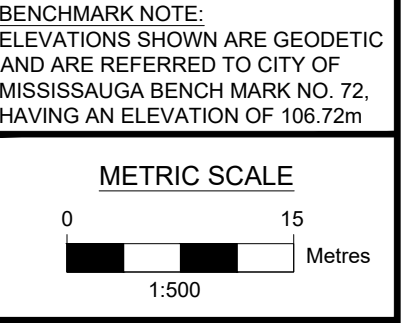 BENCHMARK NOTE:
ELEVATIONS SHOWN ARE GEODETIC
AND ARE REFERRED TO CITY OF
MISSISSAUGA BENCH MARK NO. 72,
HAVING AN ELEVATION OF 106.72m
METRIC SCALE
0 15
Metres
1:500